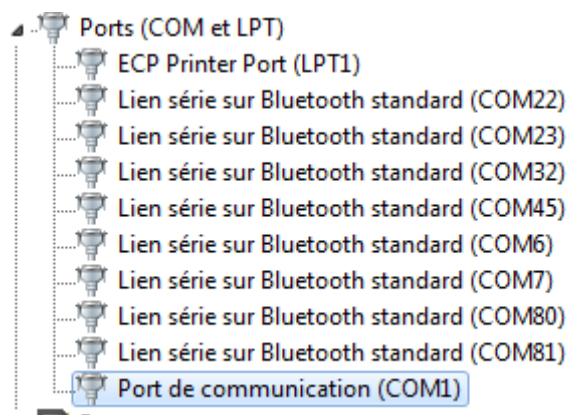 Ports (COM et LPT)
ECP Printer Port (LPT1)
Lien série sur Bluetooth standard (COM22)
Lien série sur Bluetooth standard (COM23)
Lien série sur Bluetooth standard (COM32)
Lien série sur Bluetooth standard (COM45)
Lien série sur Bluetooth standard (COM6)
Lien série sur Bluetooth standard (COM7)
Lien série sur Bluetooth standard (COM80)
Lien série sur Bluetooth standard (COM81)
Port de communication (COM1)